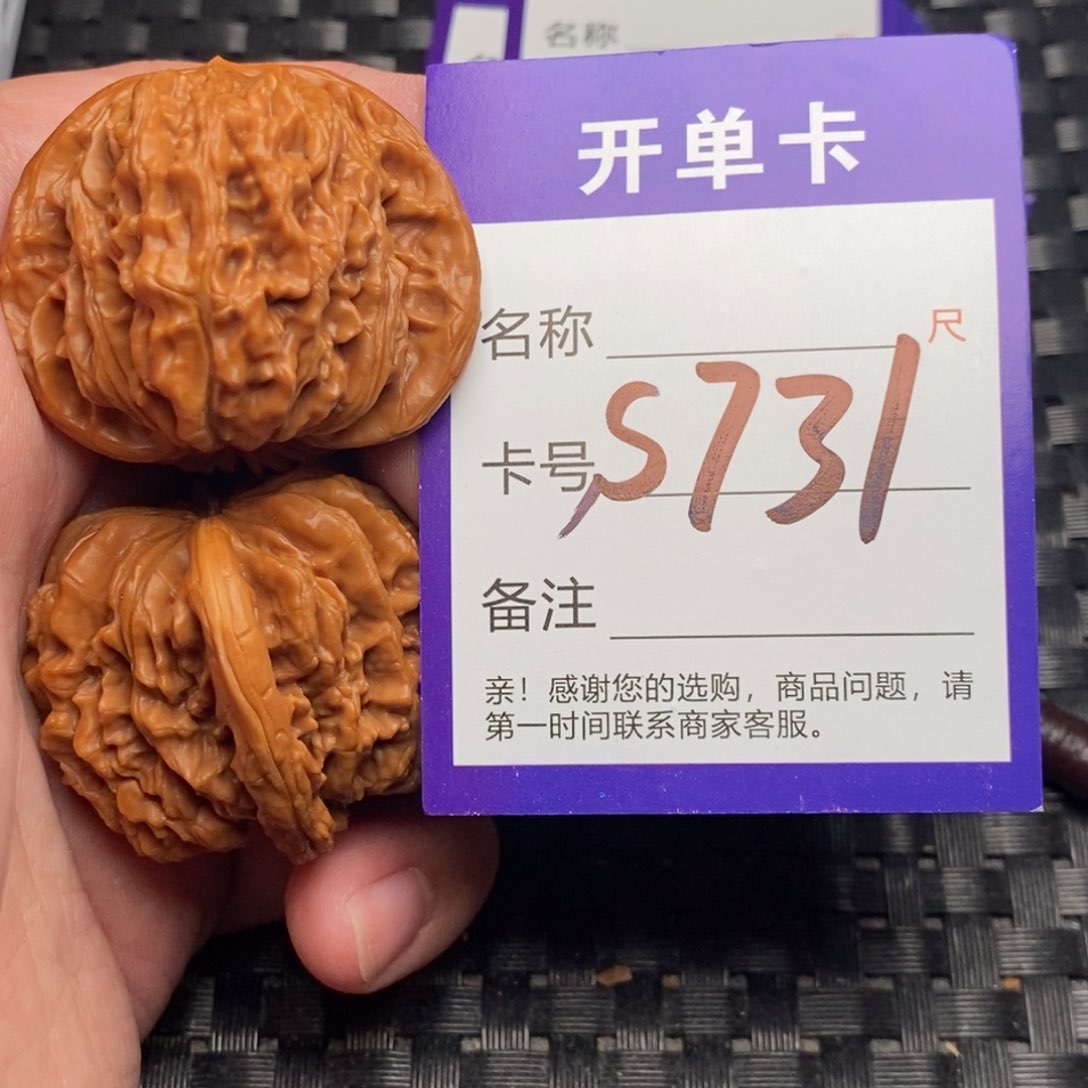 名称
开单卡
名称
尺
卡号 S731
备注
亲！感谢您的选购，商品问题，请
第一时间联系商家客服。